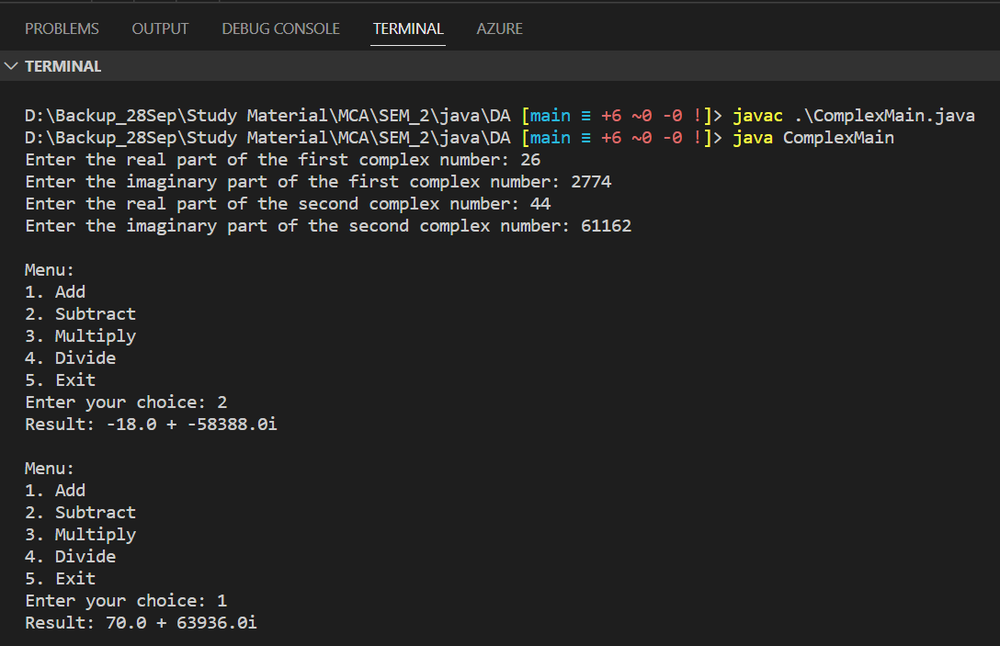 PROBLEMS OUTPUT DEBUG CONSOLE TERMINAL AZURE
TERMINAL
D:\Backup_28Sep\Study Material\MCA\SEM_2\java\DA [main ≡ +6 ~0 -0 !]> javac .\ComplexMain.java
D:\Backup_28Sep\Study Material\MCA\SEM_2\java\DA [main ≡ +6 ~0 -0 !]> java ComplexMain
Enter the real part of the first complex number: 26
Enter the imaginary part of the first complex number: 2774
Enter the real part of the second complex number: 44
Enter the imaginary part of the second complex number: 61162
Menu:
1. Add
2. Subtract
3. Multiply
4. Divide
5. Exit
Enter your choice: 2
Result: -18.0 + -58388.0i
Menu:
1. Add
2. Subtract
3. Multiply
4. Divide
5. Exit
Enter your choice: 1
Result: 70.0 + 63936.0i